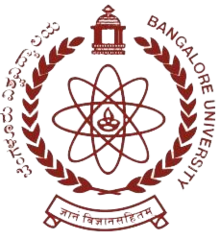 ಬೆಂಗಳೂರು ವಿಶ್ವವಿದ್ಯಾಲಯ
BANGALORE UNIVERSITY
ज्ञानं विज्ञानसहितम्